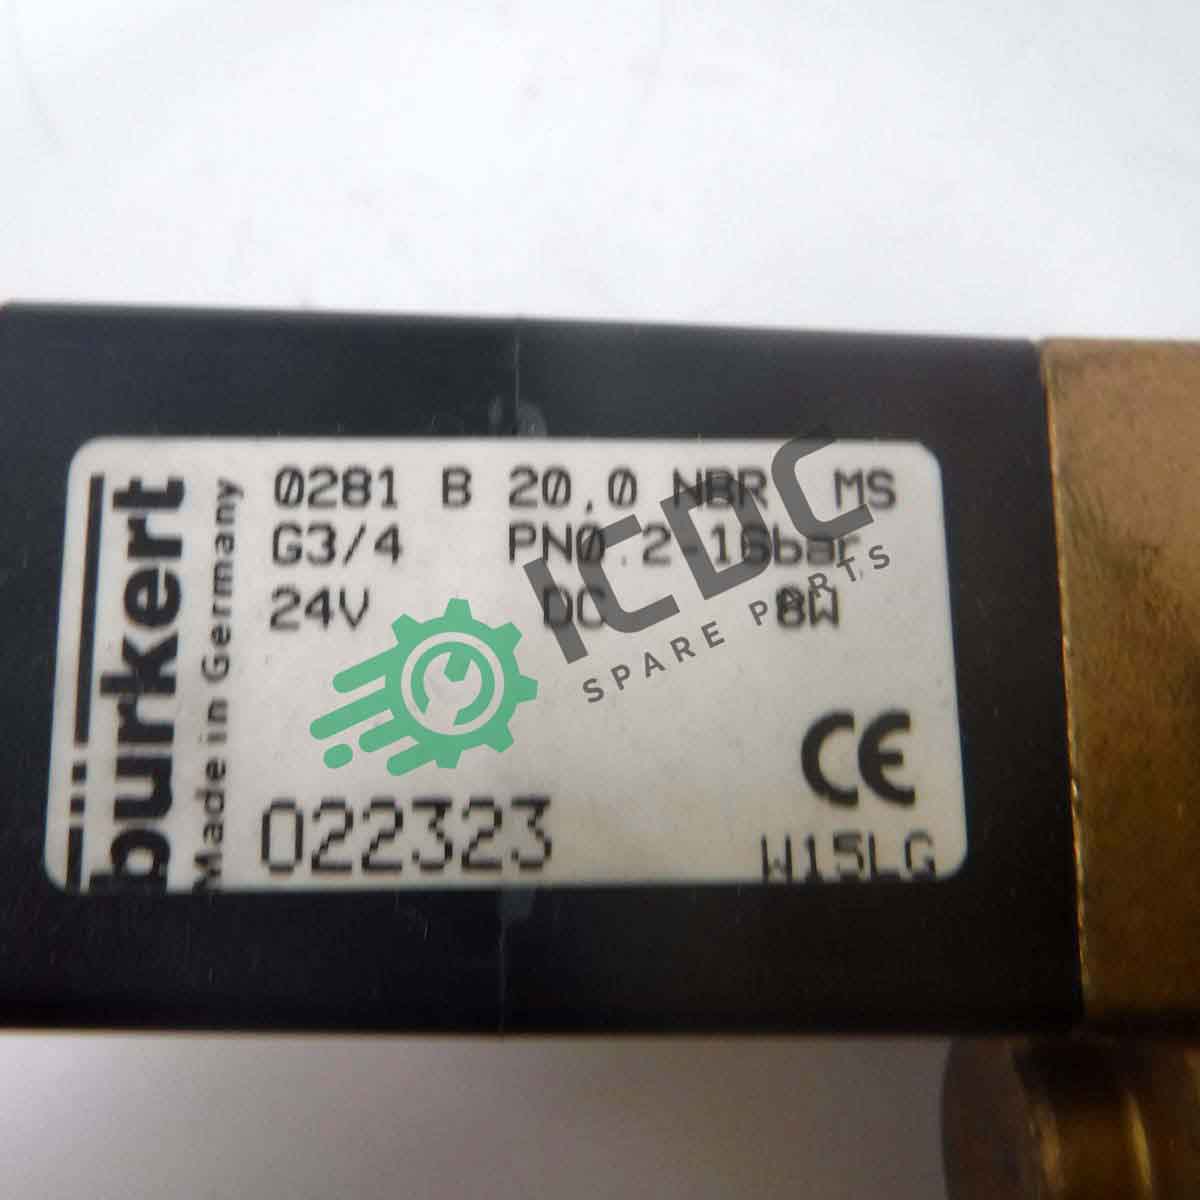 bürkert
Made in Germany
0281 B 20,0 NBR MS
G3/4 PN0.2-16bar
24V DC 8W
CE
022323
W15LG
ICDC
SPARE PARTS